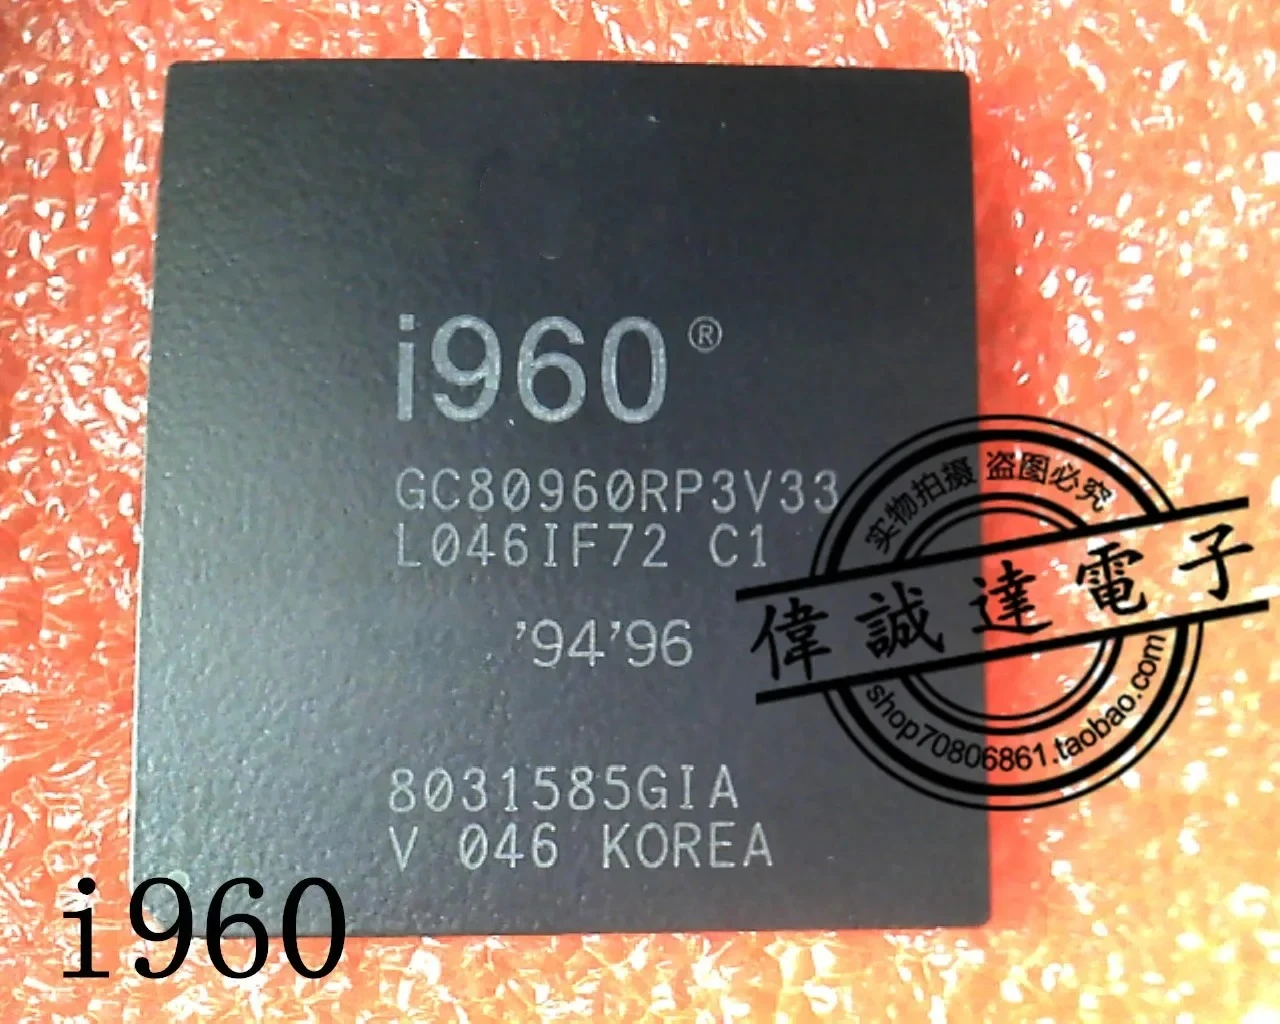 i960®
GC80960RP3V33
L046IF72 C1
'94'96
8031585GIA
V 046 KOREA
实物拍摄 盗图必究
偉誠達電子
shop70806861.taobao.com
i960